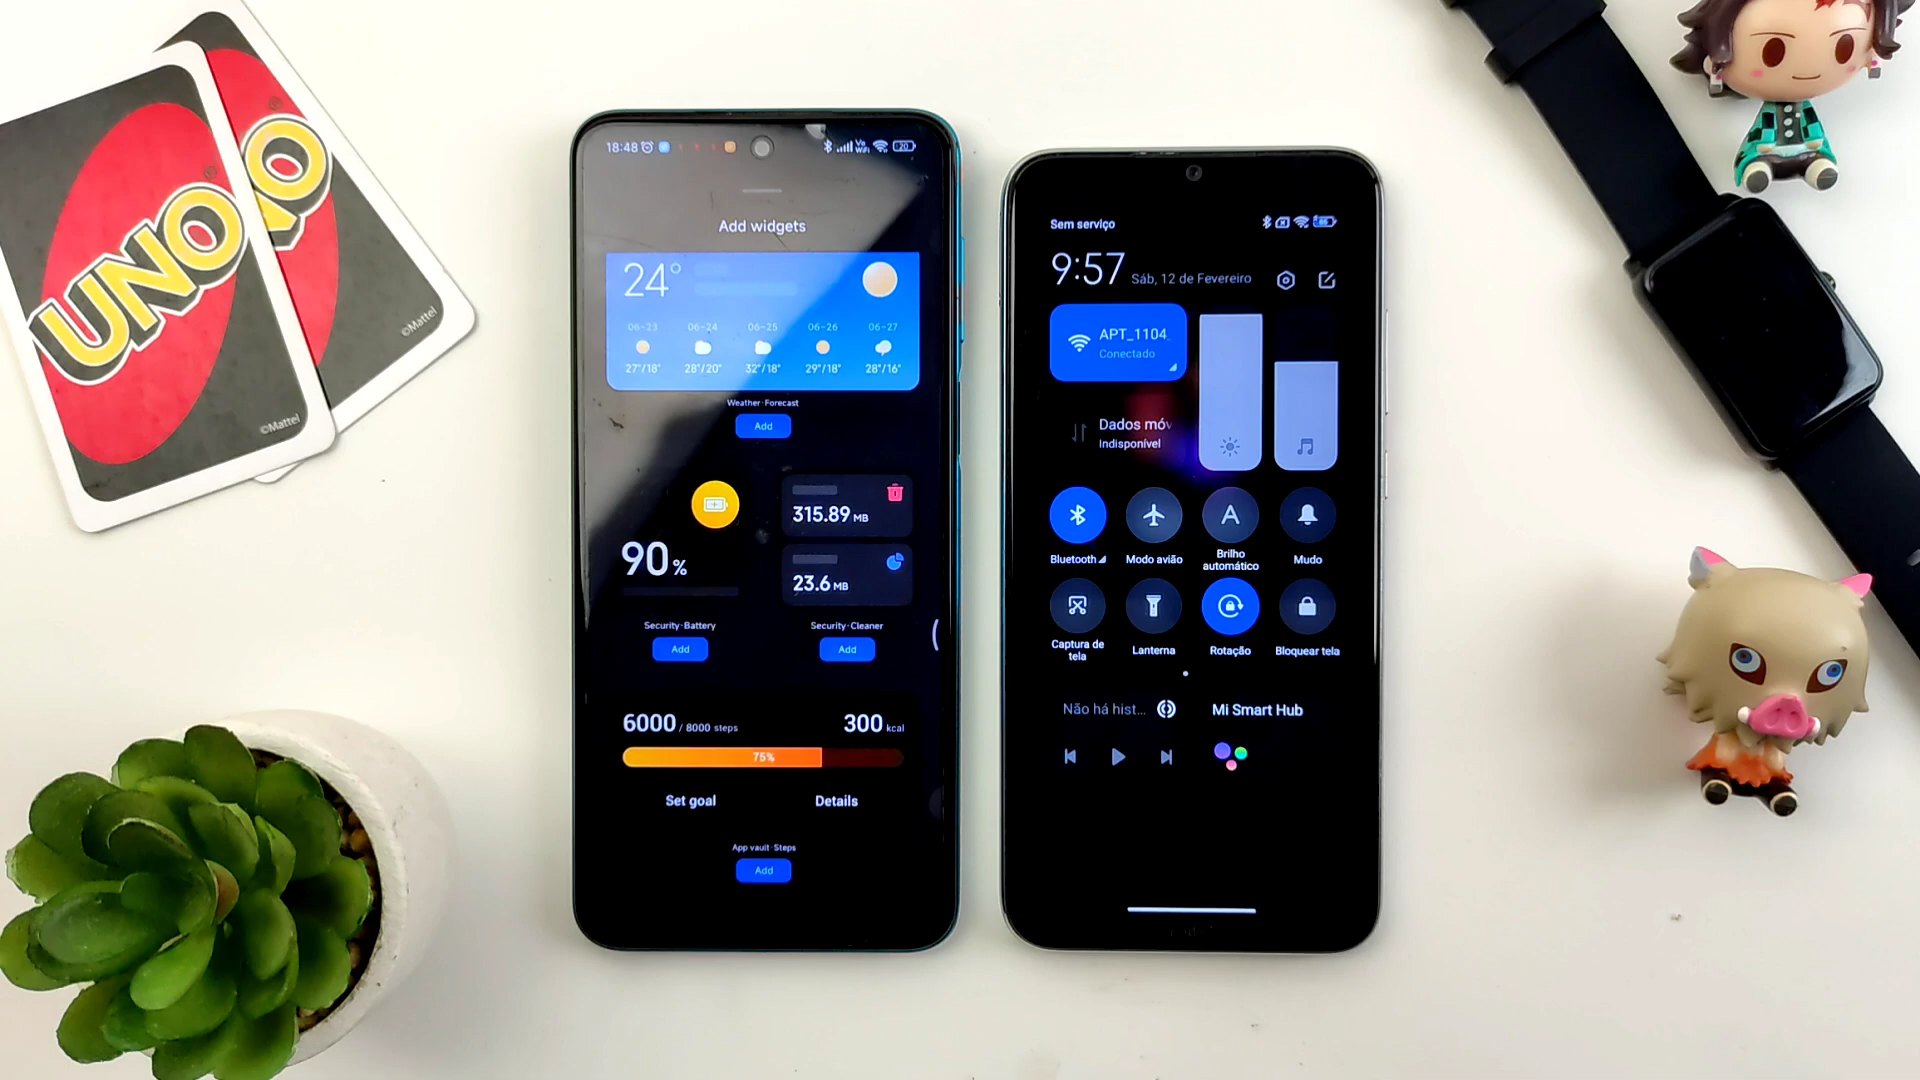 UNO
©Mattel
UNO
©Mattel
18:48
Vo
WiFi
20
Add widgets
24°
06-23 06-24 06-25 06-26 06-27
27°/18° 28°/20° 32°/18° 29°/18° 28°/16°
Weather·Forecast
Add
90%
315.89 MB
23.6 MB
Security·Battery
Security·Cleaner
Add
Add
6000 / 8000 steps
300 kcal
75%
Set goal
Details
App vault·Steps
Add
Sem serviço
9:57 Sáb, 12 de Fevereiro
APT_1104
Conectado
Dados móv
Indisponível
A
Bluetooth
Modo avião
Brilho
automático
Mudo
Captura de
tela
Lanterna
Rotação
Bloquear tela
Não há hist...
Mi Smart Hub